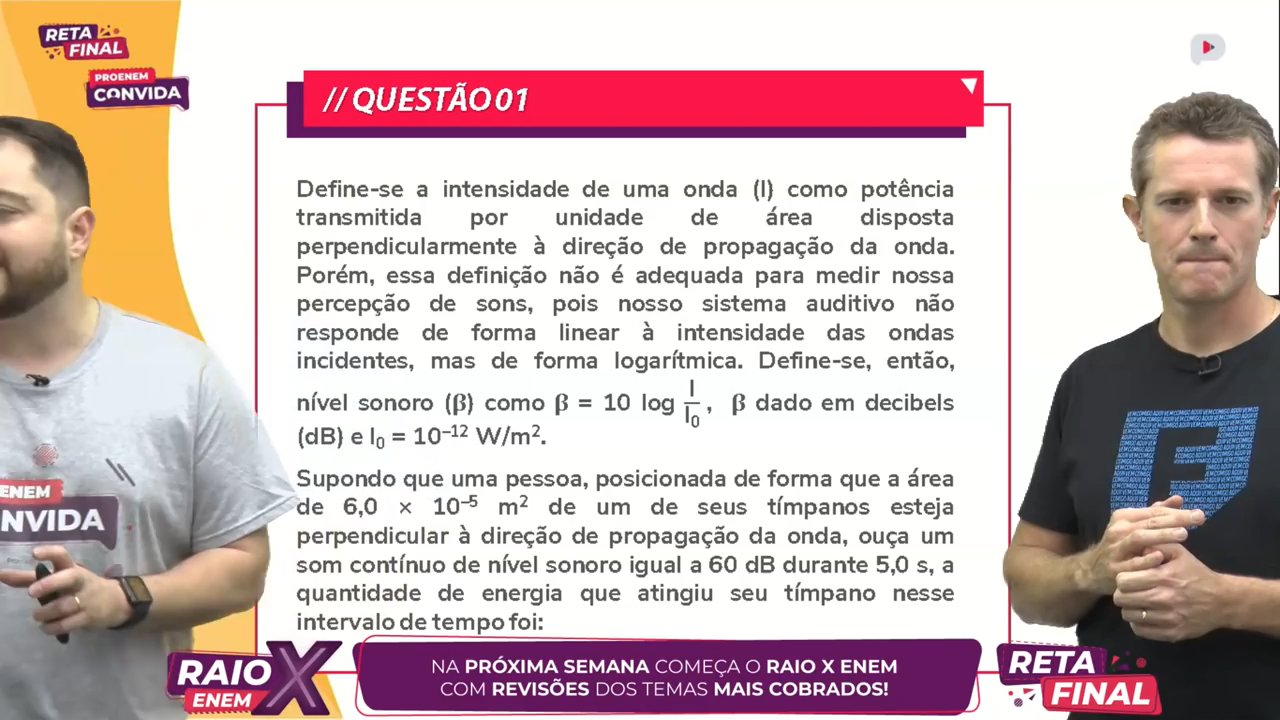 RETA
FINAL
PROENEM
CONVIDA
// QUESTÃO 01
Define-se a intensidade de uma onda (I) como potência
transmitida por unidade de área disposta
perpendicularmente à direção de propagação da onda.
Porém, essa definição não é adequada para medir nossa
percepção de sons, pois nosso sistema auditivo não
responde de forma linear à intensidade das ondas
incidentes, mas de forma logarítmica. Define-se, então,
nível sonoro (β) como β = 10 log I/I₀, β dado em decibels
(dB) e I₀ = 10⁻¹² W/m².
Supondo que uma pessoa, posicionada de forma que a área
de 6,0 × 10⁻⁵ m² de um de seus tímpanos esteja
perpendicular à direção de propagação da onda, ouça um
som contínuo de nível sonoro igual a 60 dB durante 5,0 s, a
quantidade de energia que atingiu seu tímpano nesse
intervalo de tempo foi:
ENEM
NVIDA
RAIO X
ENEM
NA PRÓXIMA SEMANA COMEÇA O RAIO X ENEM
COM REVISÕES DOS TEMAS MAIS COBRADOS!
RETA
FINAL